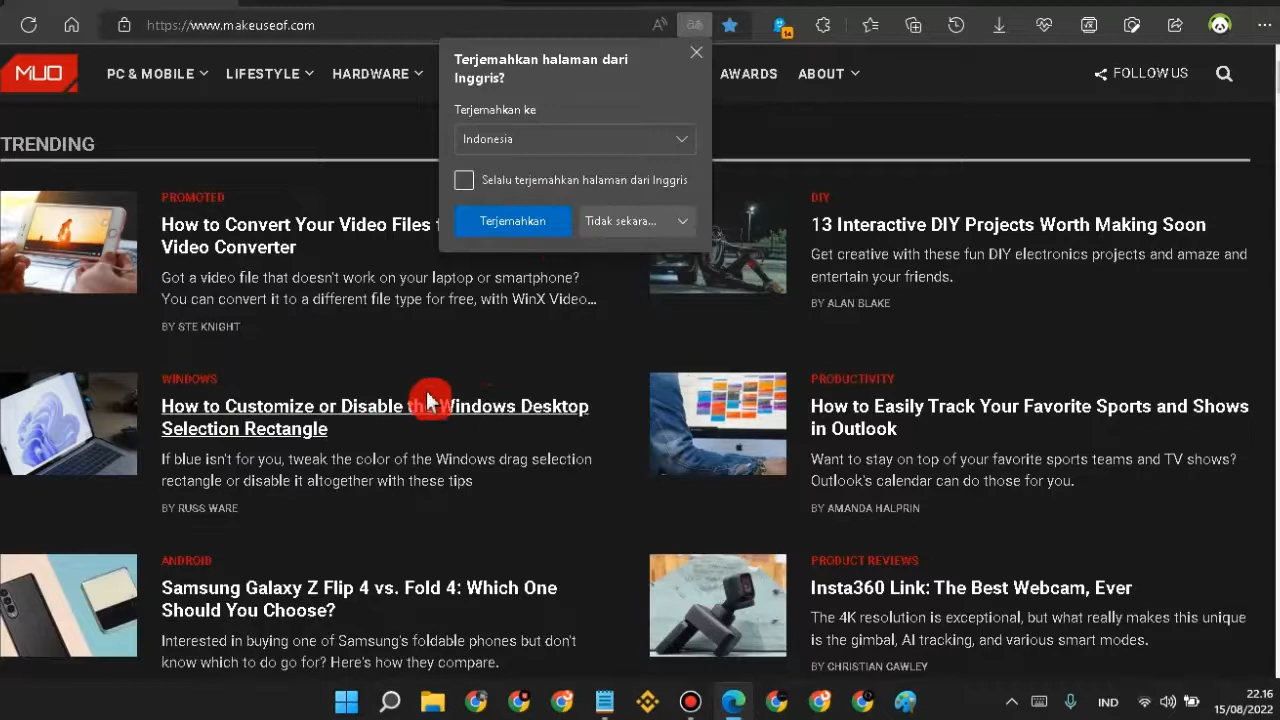 https://www.makeuseof.com
14
MUO
PC & MOBILE
LIFESTYLE
HARDWARE
AWARDS
ABOUT
FOLLOW US
Terjemahkan halaman dari
Inggris?
Terjemahkan ke
Indonesia
Selalu terjemahkan halaman dari Inggris
Terjemahkan
Tidak sekara...
TRENDING
PROMOTED
How to Convert Your Video Files
Video Converter
Got a video file that doesn't work on your laptop or smartphone?
You can convert it to a different file type for free, with WinX Video...
BY STE KNIGHT
DIY
13 Interactive DIY Projects Worth Making Soon
Get creative with these fun DIY electronics projects and amaze and
entertain your friends.
BY ALAN BLAKE
WINDOWS
How to Customize or Disable the Windows Desktop
Selection Rectangle
If blue isn't for you, tweak the color of the Windows drag selection
rectangle or disable it altogether with these tips
BY RUSS WARE
PRODUCTIVITY
How to Easily Track Your Favorite Sports and Shows
in Outlook
Want to stay on top of your favorite sports teams and TV shows?
Outlook's calendar can do those for you.
BY AMANDA HALPRIN
ANDROID
Samsung Galaxy Z Flip 4 vs. Fold 4: Which One
Should You Choose?
Interested in buying one of Samsung's foldable phones but don't
know which to do go for? Here's how they compare.
PRODUCT REVIEWS
Insta360 Link: The Best Webcam, Ever
The 4K resolution is exceptional, but what really makes this unique
is the gimbal, AI tracking, and various smart modes.
BY CHRISTIAN CAWLEY
IND
22.16
15/08/2022